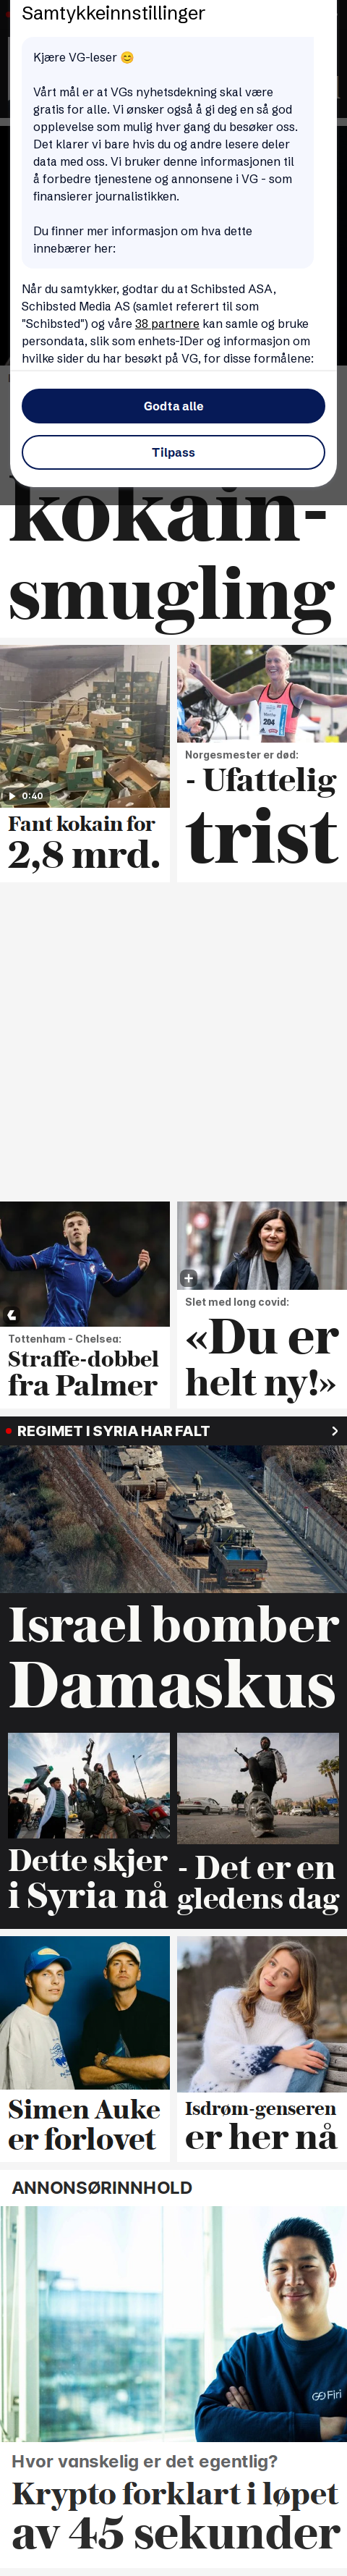 Samtykkeinnstillinger
Kjære VG-leser 😊
Vårt mål er at VGs nyhetsdekning skal være
gratis for alle. Vi ønsker også å gi deg en så god
opplevelse som mulig hver gang du besøker oss.
Det klarer vi bare hvis du og andre lesere deler
data med oss. Vi bruker denne informasjonen til
å forbedre tjenestene og annonsene i VG - som
finansierer journalistikken.
Du finner mer informasjon om hva dette
innebærer her:
Når du samtykker, godtar du at Schibsted ASA,
Schibsted Media AS (samlet referert til som
"Schibsted") og våre 38 partnere kan samle og bruke
persondata, slik som enhets-IDer og informasjon om
hvilke sider du har besøkt på VG, for disse formålene:
Godta alle
Tilpass
kokain-
smugling
0:40
Fant kokain for
2,8 mrd.
204
Norgesmester er død:
- Ufattelig
trist
Tottenham - Chelsea:
Straffe-dobbel
fra Palmer
Slet med long covid:
«Du er
helt ny!»
REGIMET I SYRIA HAR FALT
Israel bomber
Damaskus
Dette skjer
i Syria nå
- Det er en
gledens dag
Simen Auke
er forlovet
Isdrøm-genseren
er her nå
ANNONSØRINNHOLD
Firi
Hvor vanskelig er det egentlig?
Krypto forklart i løpet
av 45 sekunder